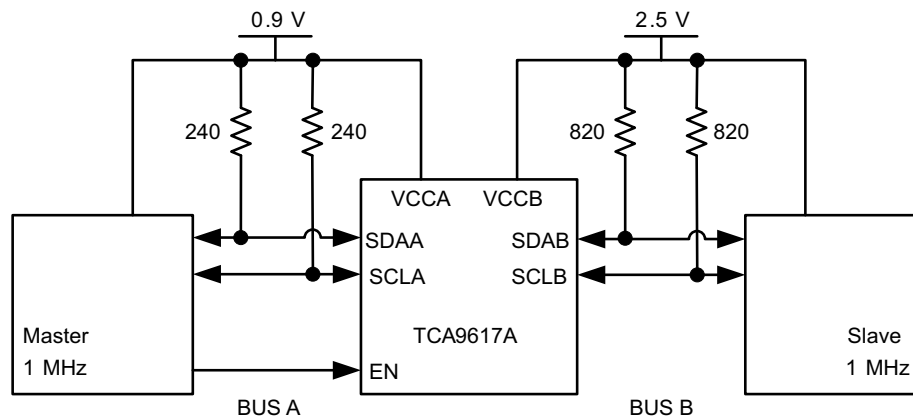 0.9 V
2.5 V
240
240
820
820
VCCA
VCCB
SDAA
SDAB
SCLA
SCLB
Master
1 MHz
TCA9617A
EN
Slave
1 MHz
BUS A
BUS B